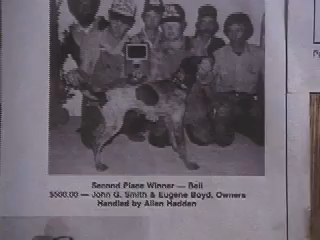 Second Place Winner — Bell
$500.00 — John G. Smith & Eugene Boyd, Owners
Handled by Allen Hadden